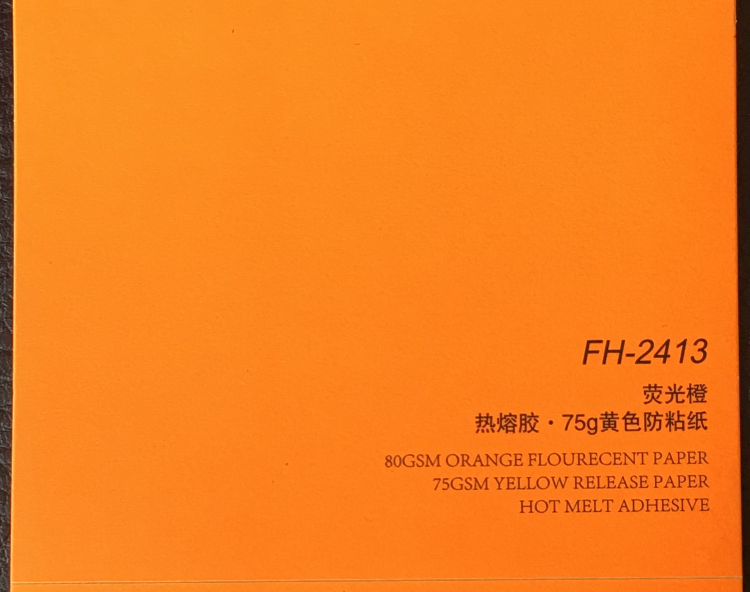 FH-2413
荧光橙
热熔胶·75g黄色防粘纸
80GSM ORANGE FLOURECENT PAPER
75GSM YELLOW RELEASE PAPER
HOT MELT ADHESIVE